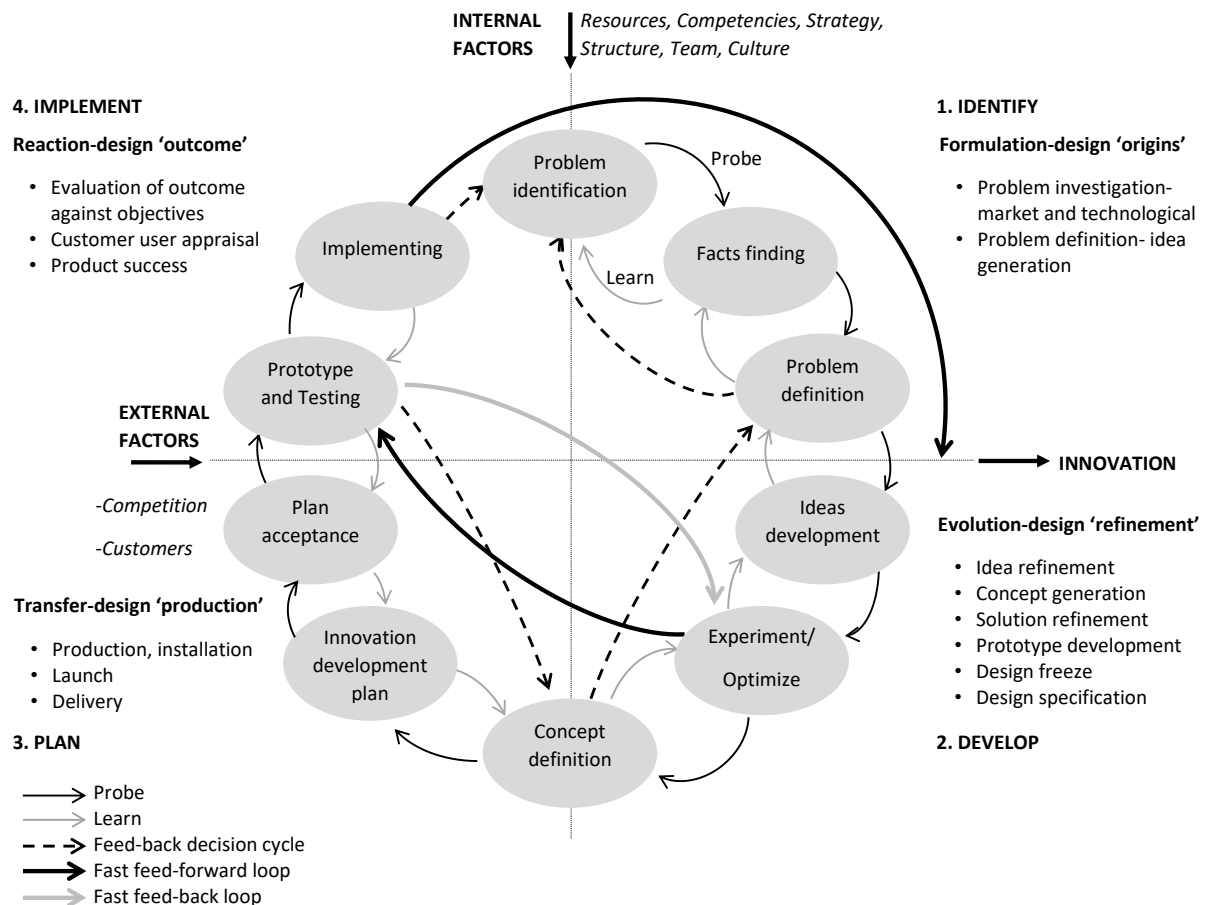 INTERNAL
FACTORS
Resources, Competencies, Strategy,
Structure, Team, Culture
4. IMPLEMENT
Reaction-design ‘outcome’
• Evaluation of outcome
against objectives
• Customer user appraisal
• Product success
1. IDENTIFY
Formulation-design ‘origins’
• Problem investigation-
market and technological
• Problem definition- idea
generation
Problem
identification
Probe
Facts finding
Learn
Implementing
Problem
definition
Prototype
and Testing
EXTERNAL
FACTORS
INNOVATION
-Competition
-Customers
Plan
acceptance
Ideas
development
Evolution-design ‘refinement’
• Idea refinement
• Concept generation
• Solution refinement
• Prototype development
• Design freeze
• Design specification
2. DEVELOP
Transfer-design ‘production’
• Production, installation
• Launch
• Delivery
3. PLAN
Innovation
development
plan
Experiment/
Optimize
Concept
definition
Probe
Learn
Feed-back decision cycle
Fast feed-forward loop
Fast feed-back loop